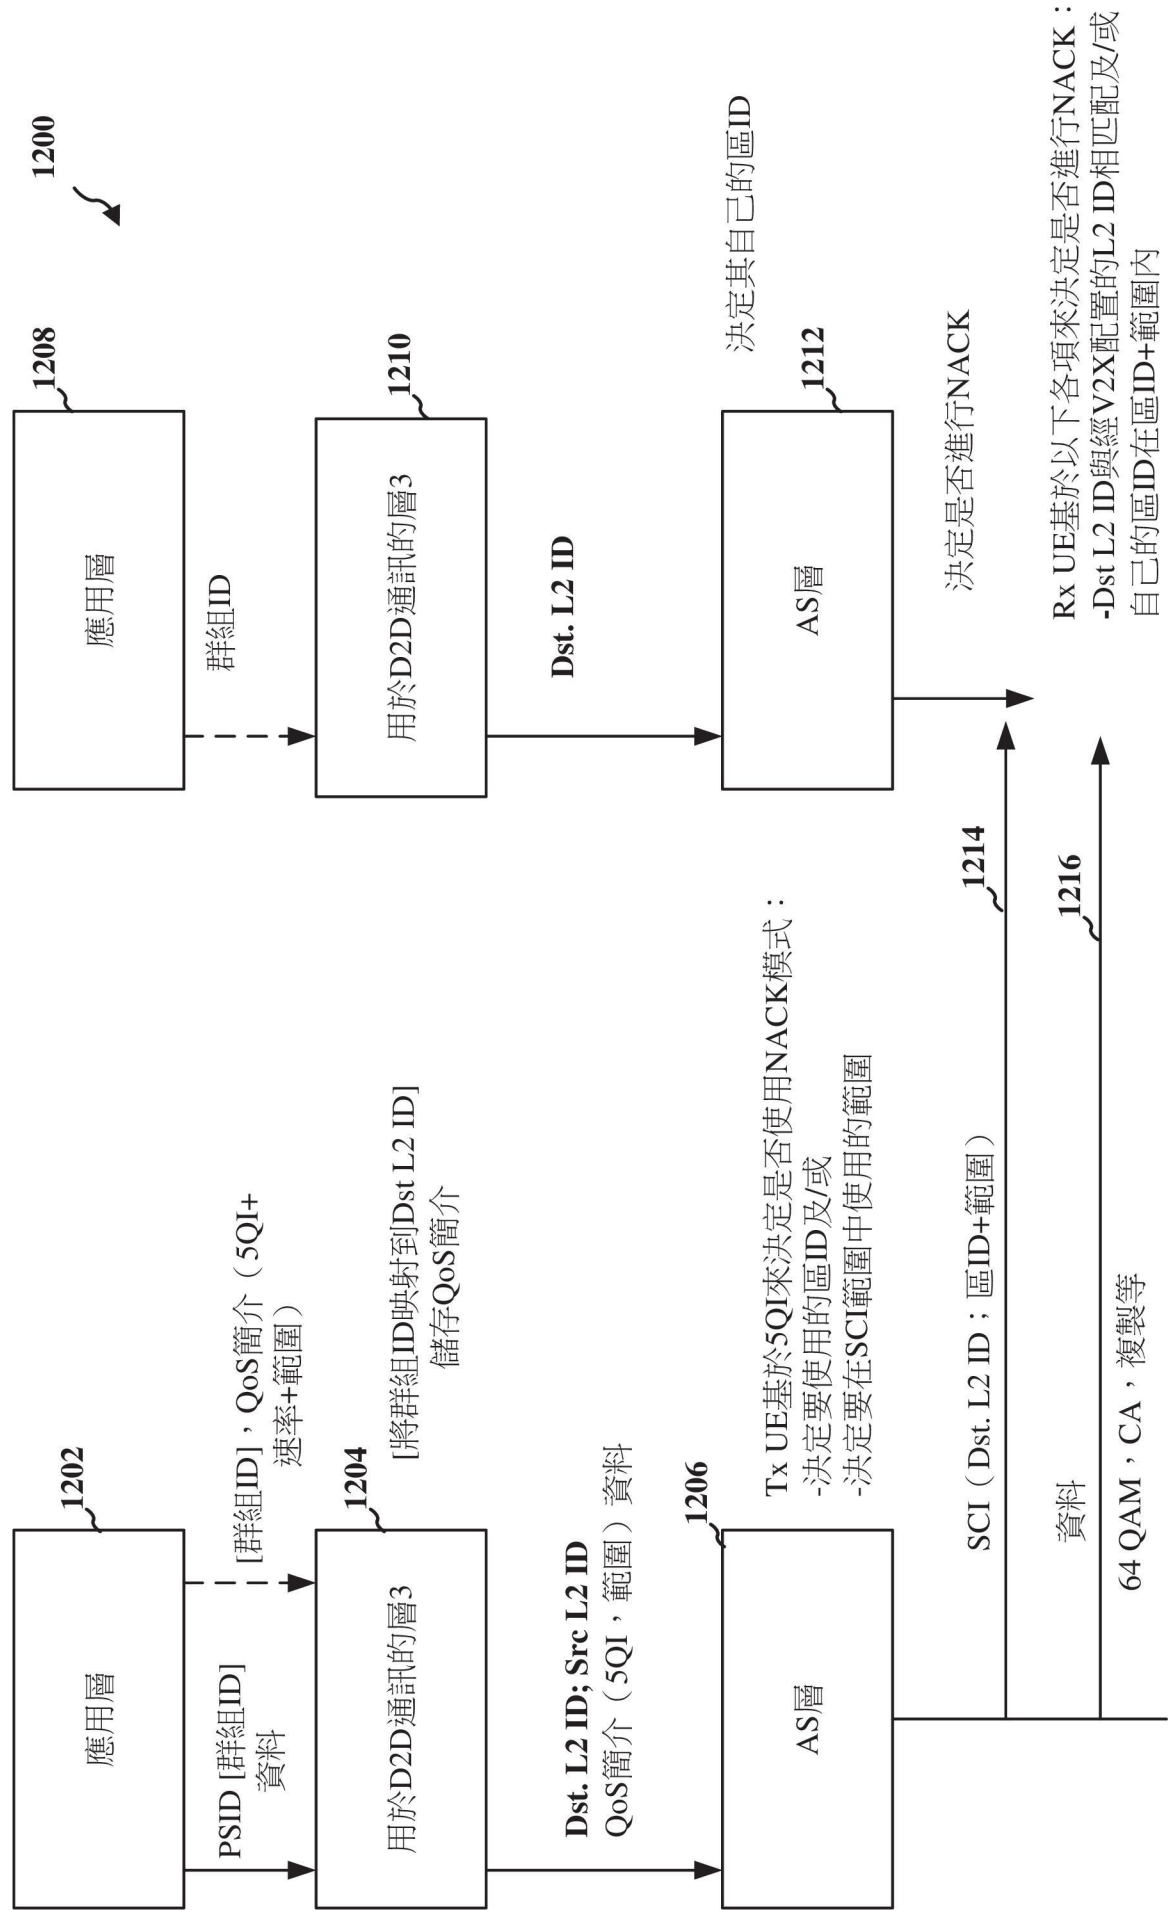 1200
1202
應用層
PSID [群組ID]
資料
[群組ID]，QoS簡介（5QI+
速率+範圍）
1204
用於D2D通訊的層3
[將群組ID映射到Dst L2 ID]
儲存QoS簡介
Dst. L2 ID; Src L2 ID
QoS簡介（5QI，範圍）資料
1206
AS層
Tx UE基於5QI來決定是否使用NACK模式：
-決定要使用的區ID及/或
-決定要在SCI範圍中使用的範圍
1208
應用層
群組ID
1210
用於D2D通訊的層3
Dst. L2 ID
決定其自己的區ID
1212
AS層
決定是否進行NACK
SCI（Dst. L2 ID；區ID+範圍）
1214
資料
1216
64 QAM，CA，複製等
Rx UE基於以下各項來決定是否進行NACK：
-Dst L2 ID與經V2X配置的L2 ID相匹配及/或
自己的區ID在區ID+範圍內